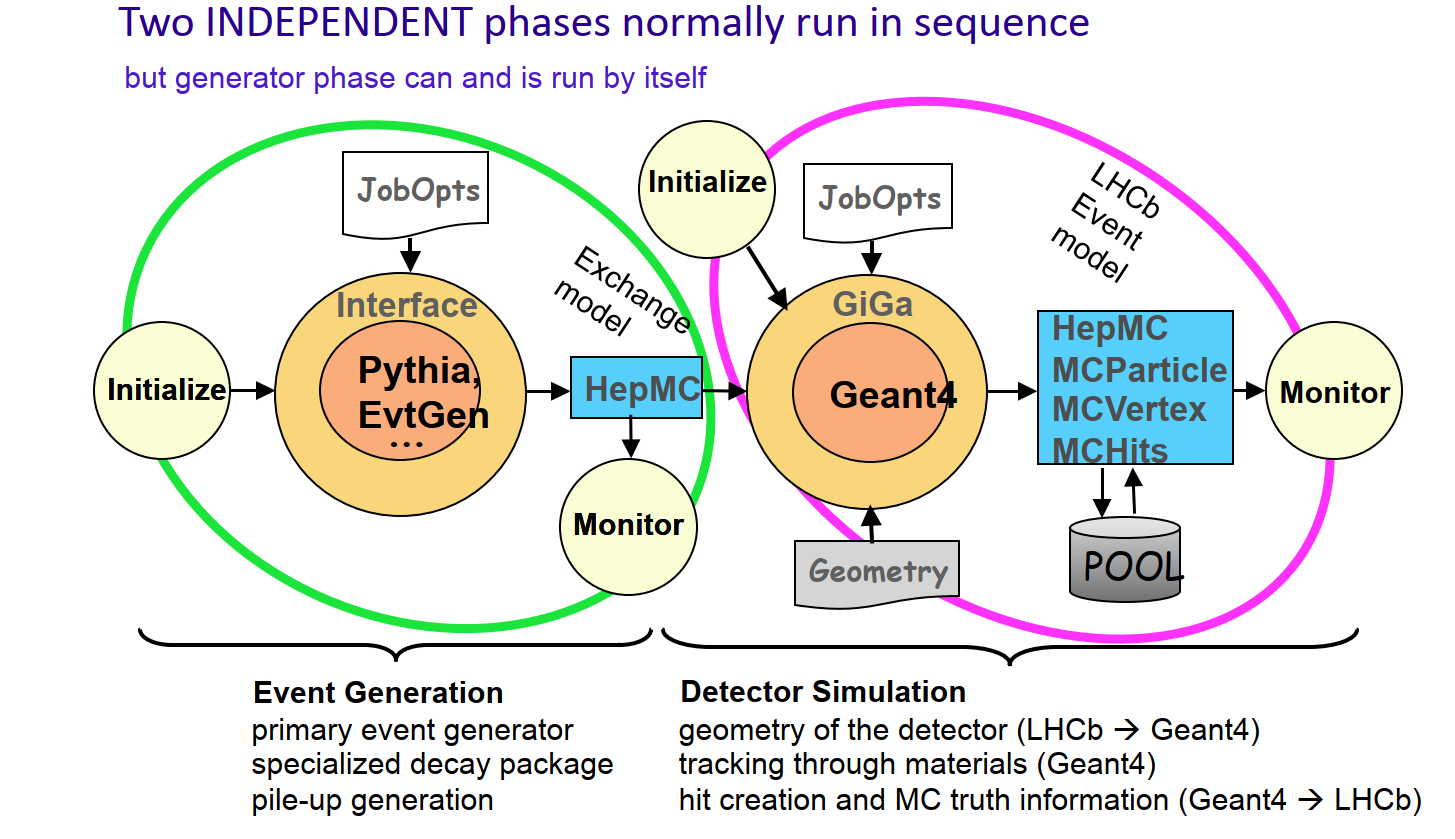 Two INDEPENDENT phases normally run in sequence
but generator phase can and is run by itself
JobOpts
Interface
Pythia,
EvtGen
...
Initialize
Exchange
model
HepMC
Monitor
Initialize
JobOpts
GiGa
Geant4
Geometry
LHCb
Event
model
HepMC
MCParticle
MCVertex
MCHits
Monitor
POOL
Event Generation
primary event generator
specialized decay package
pile-up generation
Detector Simulation
geometry of the detector (LHCb → Geant4)
tracking through materials (Geant4)
hit creation and MC truth information (Geant4 → LHCb)